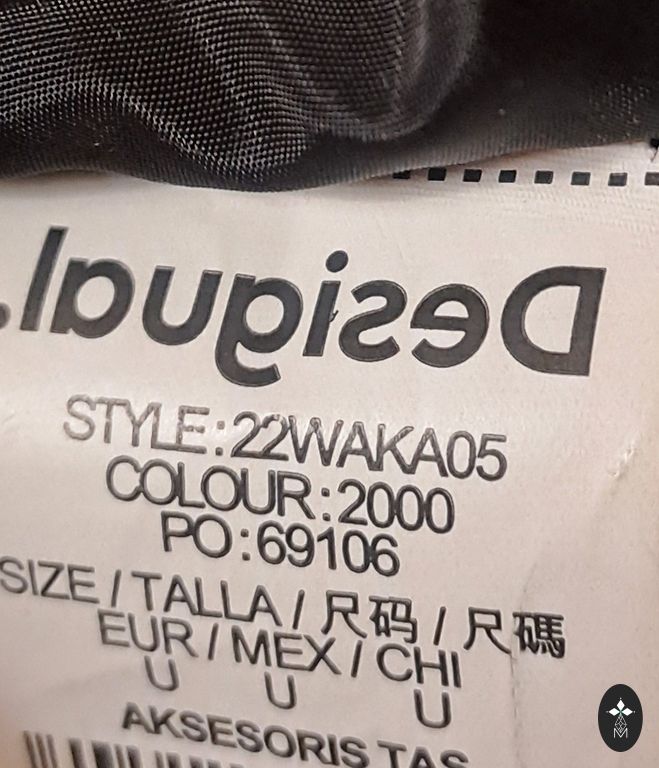 Desigual.
STYLE:22WAKA05
COLOUR:2000
PO:69106
SIZE/TALLA/尺码/尺碼
EUR/MEX/CHI
U U U
AKSESORIS TAS
M